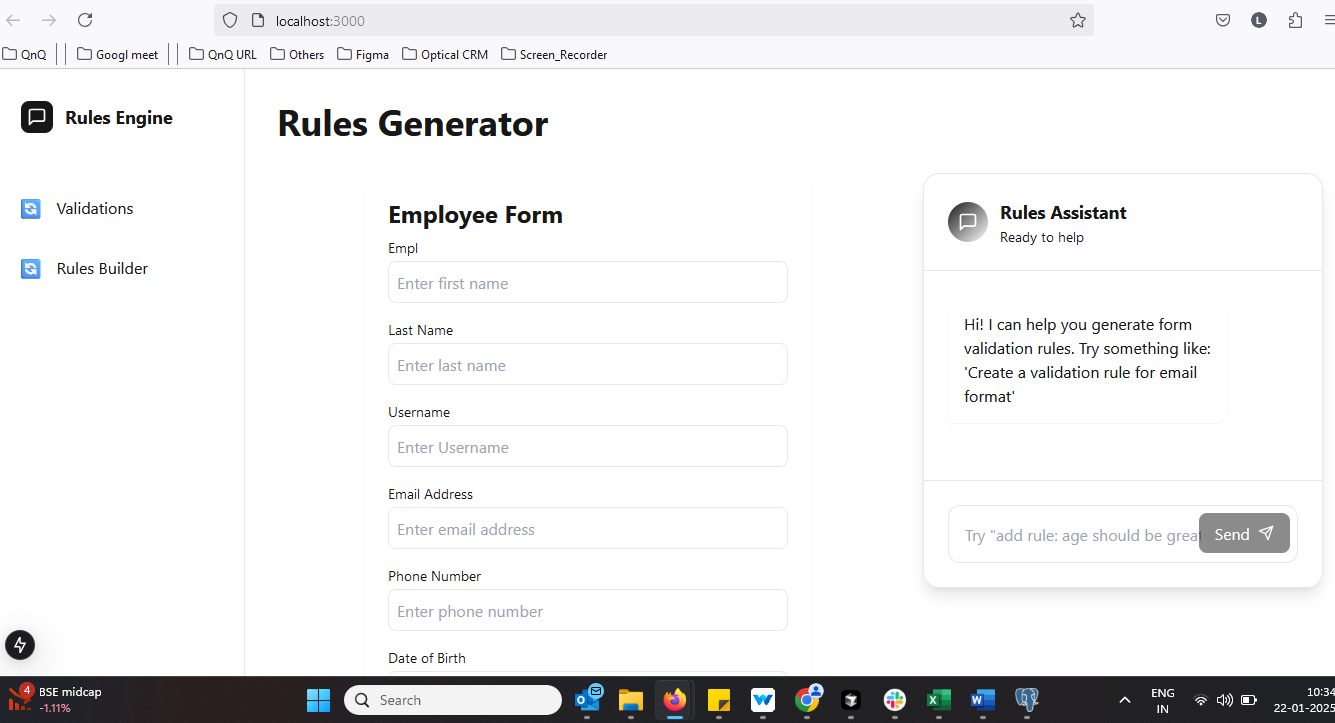 localhost:3000
QnQ
Googl meet
QnQ URL
Others
Figma
Optical CRM
Screen_Recorder
L
Rules Engine
Validations
Rules Builder
Rules Generator
Employee Form
Empl
Enter first name
Last Name
Enter last name
Username
Enter Username
Email Address
Enter email address
Phone Number
Enter phone number
Date of Birth
Rules Assistant
Ready to help
Hi! I can help you generate form
validation rules. Try something like:
'Create a validation rule for email
format'
Try "add rule: age should be great
Send
4
BSE midcap
-1.11%
Search
ENG
IN
10:34
22-01-2025